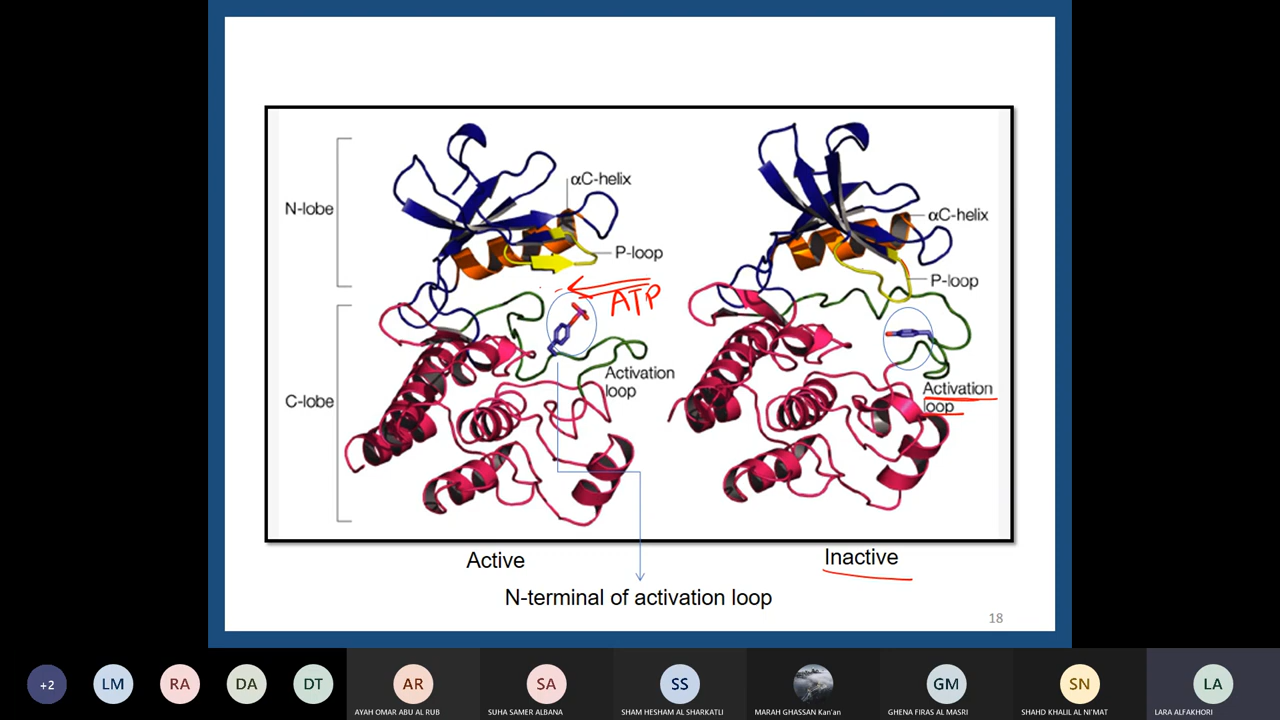 αC-helix
N-lobe
P-loop
ATP
Activation
loop
C-lobe
αC-helix
P-loop
Activation
loop
Active
Inactive
N-terminal of activation loop
18
+2
LM
RA
DA
DT
AR
AYAH OMAR ABU AL RUB
SA
SUHA SAMER ALBANA
SS
SHAM HESHAM AL SHARKATLI
MARAH GHASSAN Kan'an
GM
GHENA FIRAS AL MASRI
SN
SHAHD KHALIL AL NI'MAT
LA
LARA ALFAKHORI